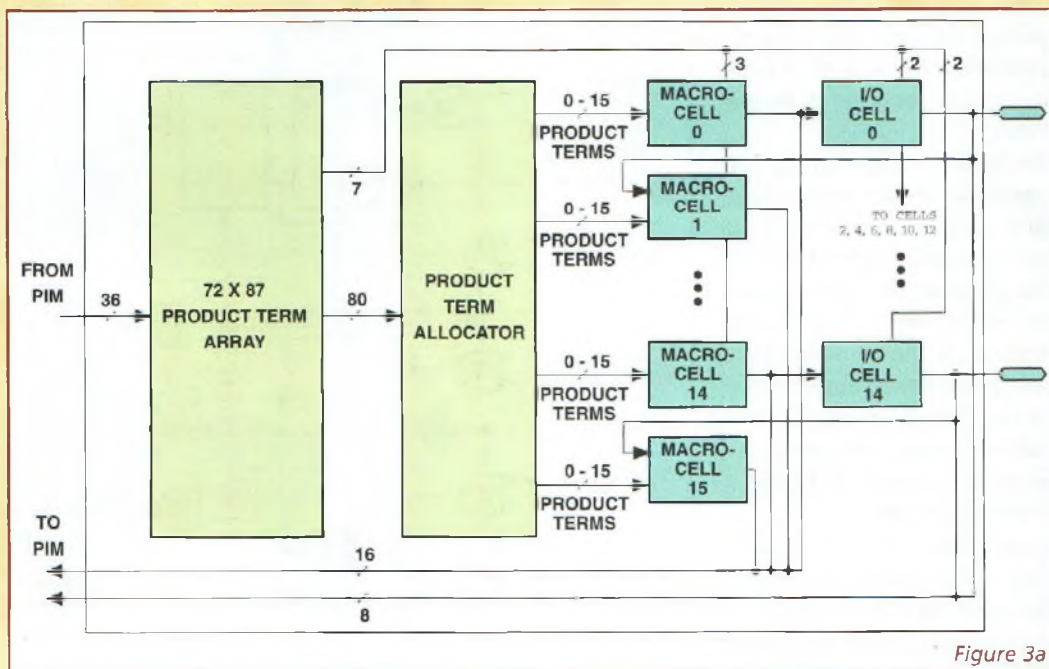 FROM
PIM
36
72 X 87
PRODUCT TERM
ARRAY
7
80
PRODUCT
TERM
ALLOCATOR
0 - 15
PRODUCT
TERMS
0 - 15
PRODUCT
TERMS
0 - 15
PRODUCT
TERMS
0 - 15
PRODUCT
TERMS
3
MACRO-
CELL
0
MACRO-
CELL
1
MACRO-
CELL
14
MACRO-
CELL
15
2
2
I/O
CELL
0
TO CELLS
2, 4, 6, 8, 10, 12
I/O
CELL
14
TO
PIM
16
8
Figure 3a